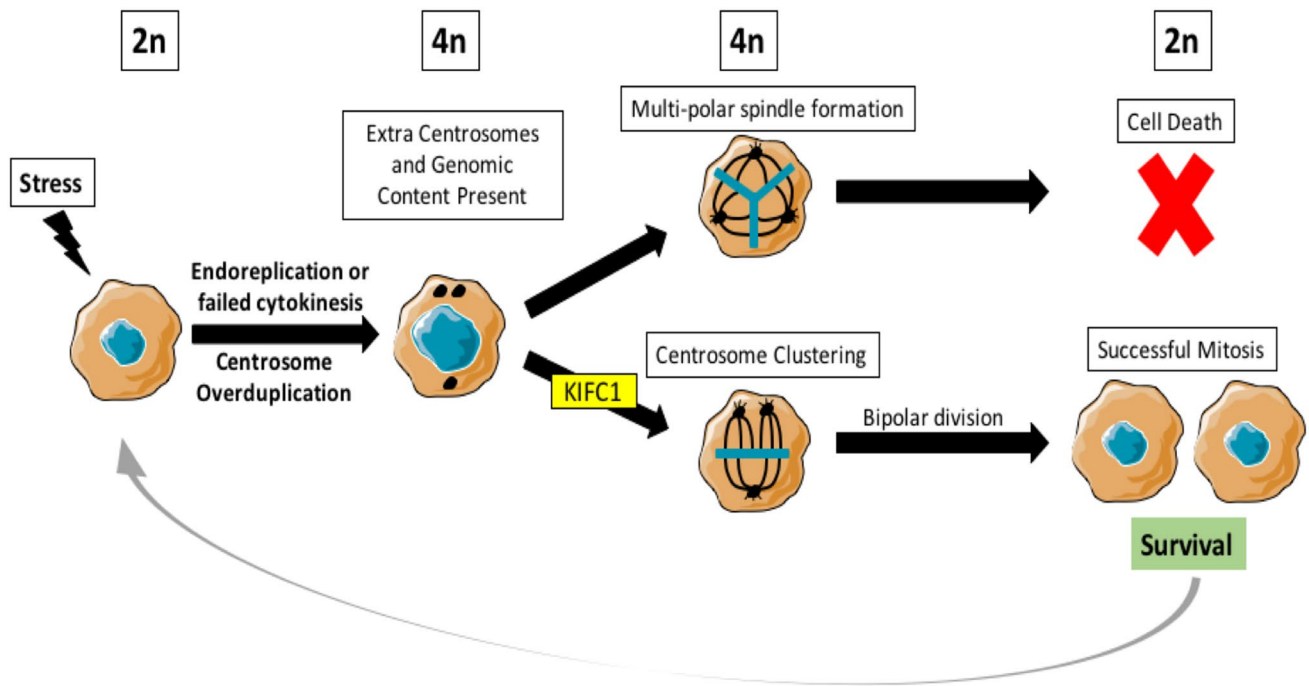 2n
4n
4n
2n
Stress
Endoreplication or
failed cytokinesis
Centrosome
Overduplication
Extra Centrosomes
and Genomic
Content Present
Multi-polar spindle formation
Cell Death
KIFC1
Centrosome Clustering
Bipolar division
Successful Mitosis
Survival